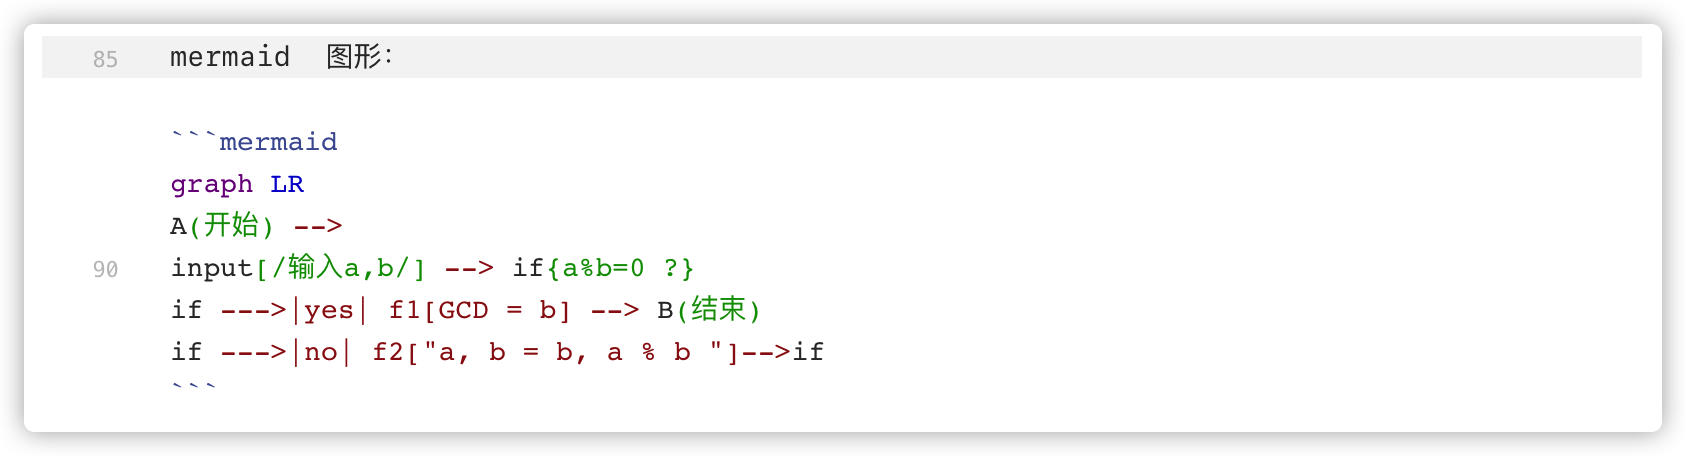 85 mermaid  图形：
```mermaid
graph LR
A(开始) -->
90 input[/输入a,b/] --> if{a%b=0 ?}
if --->|yes| f1[GCD = b] --> B(结束)
if --->|no| f2["a, b = b, a % b "]-->if
```